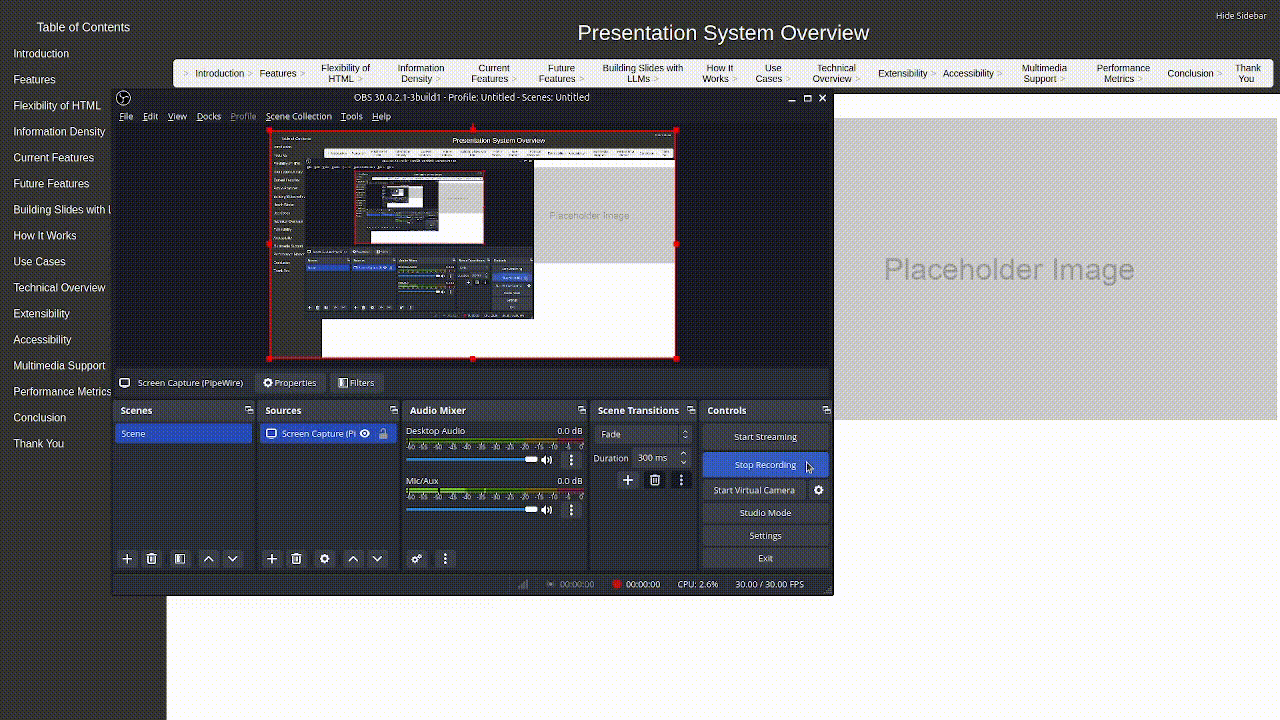 Hide Sidebar
Table of Contents
Presentation System Overview
Introduction
Features
Flexibility of HTML
Information Density
Current Features
Future Features
Building Slides with L
How It Works
Use Cases
Technical Overview
Extensibility
Accessibility
Multimedia Support
Performance Metrics
Conclusion
Thank You
> Introduction > Features > Flexibility of HTML > Information Density > Current Features > Future Features > Building Slides with LLMs > How It Works > Use Cases > Technical Overview > Extensibility > Accessibility > Multimedia Support > Performance Metrics > Conclusion > Thank You
OBS 30.0.2.1-3build1 - Profile: Untitled - Scenes: Untitled
File Edit View Docks Profile Scene Collection Tools Help
Presentation System Overview
Placeholder Image
Placeholder Image
Screen Capture (PipeWire) Properties Filters
Scenes
Scene
Sources
Screen Capture (Pi
Audio Mixer
Desktop Audio 0.0 dB
-60 -55 -50 -45 -40 -35 -30 -25 -20 -15 -10 -5 0
Mic/Aux 0.0 dB
-60 -55 -50 -45 -40 -35 -30 -25 -20 -15 -10 -5 0
Scene Transitions
Fade
Duration 300 ms
Controls
Start Streaming
Stop Recording
Start Virtual Camera
Studio Mode
Settings
Exit
00:00:00 00:00:00 CPU: 2.6% 30.00 / 30.00 FPS